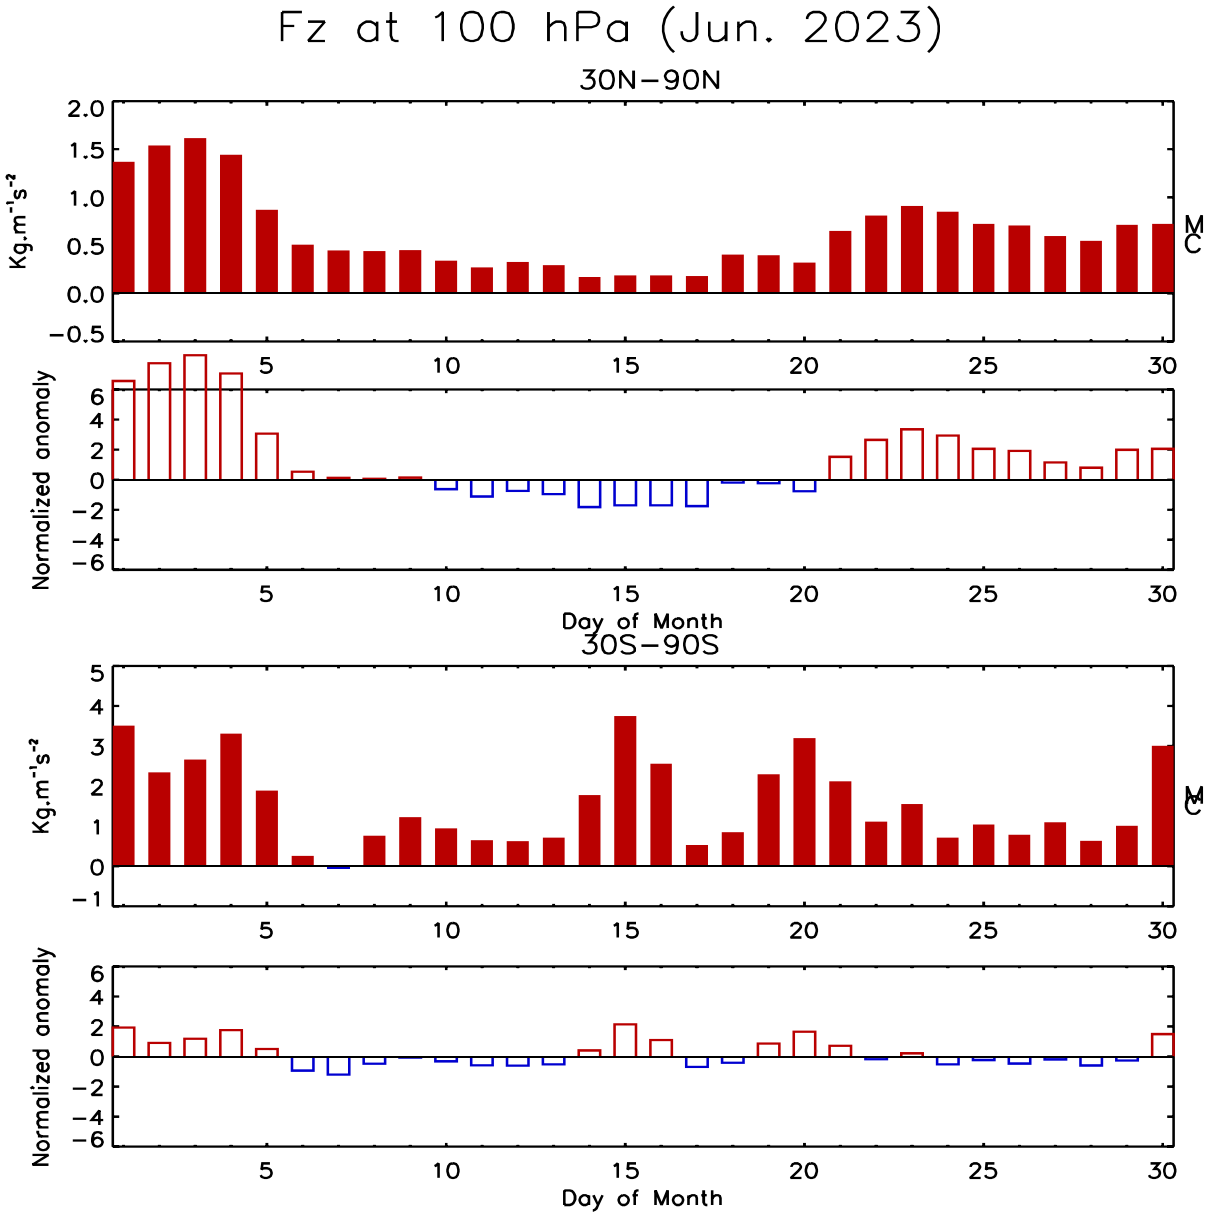 Fz at 100 hPa (Jun. 2023)
30N−90N
2.0
1.5
1.0
0.5
0.0
−0.5
Kg.m⁻¹s⁻²
M
C
5 10 15 20 25 30
6
4
2
0
−2
−4
−6
Normalized anomaly
5 10 15 20 25 30
Day of Month
30S−90S
5
4
3
2
1
0
−1
Kg.m⁻¹s⁻²
M
C
5 10 15 20 25 30
6
4
2
0
−2
−4
−6
Normalized anomaly
5 10 15 20 25 30
Day of Month